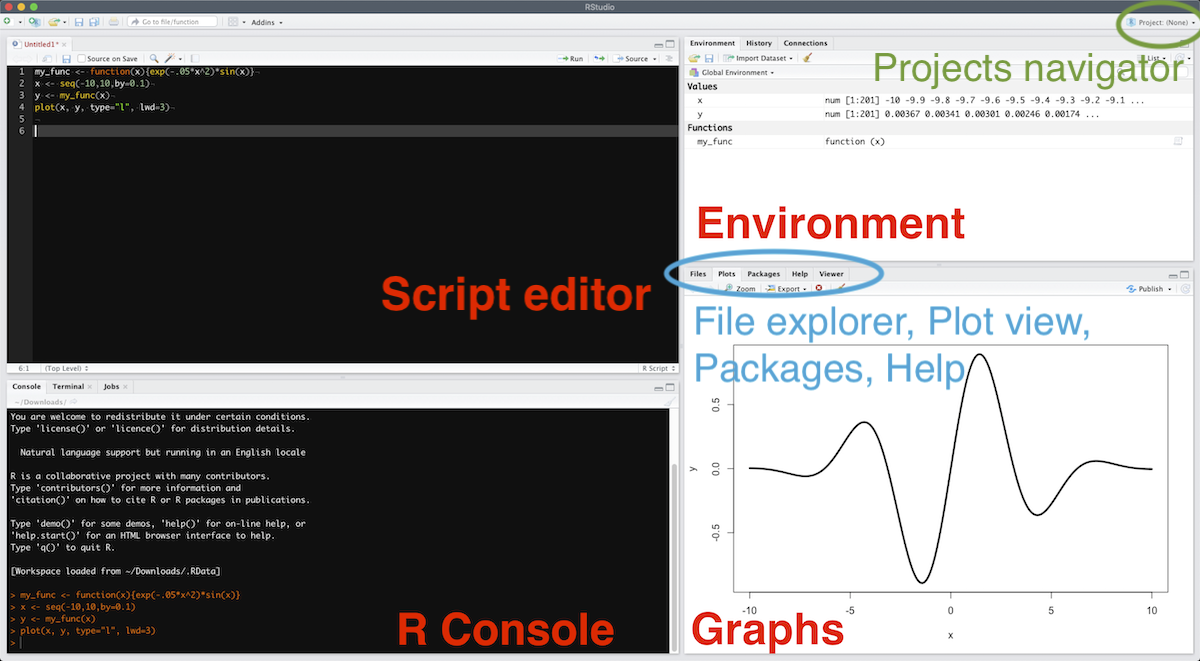 RStudio
Go to file/function
Addins
Project: (None)
Untitled1*
Source on Save
Run
Source
1 my_func <- function(x){exp(-.05*x^2)*sin(x)}
2 x <- seq(-10,10,by=0.1)
3 y <- my_func(x)
4 plot(x, y, type="l", lwd=3)
5
6
Script editor
6:1 (Top Level) R Script
Console Terminal Jobs
~/Downloads/
You are welcome to redistribute it under certain conditions.
Type 'license()' or 'licence()' for distribution details.
Natural language support but running in an English locale
R is a collaborative project with many contributors.
Type 'contributors()' for more information and
'citation()' on how to cite R or R packages in publications.
Type 'demo()' for some demos, 'help()' for on-line help, or
'help.start()' for an HTML browser interface to help.
Type 'q()' to quit R.
[Workspace loaded from ~/Downloads/.RData]
> my_func <- function(x){exp(-.05*x^2)*sin(x)}
> x <- seq(-10,10,by=0.1)
> y <- my_func(x)
> plot(x, y, type="l", lwd=3)
>
R Console
Environment History Connections
Import Dataset
List
Projects navigator
Global Environment
Values
x num [1:201] -10 -9.9 -9.8 -9.7 -9.6 -9.5 -9.4 -9.3 -9.2 -9.1 ...
y num [1:201] 0.00367 0.00341 0.00301 0.00246 0.00174 ...
Functions
my_func function (x)
Environment
Files Plots Packages Help Viewer
Zoom Export Publish
File explorer, Plot view,
Packages, Help
0.5
0.0
-0.5
y
-10 -5 0 5 10
x
Graphs